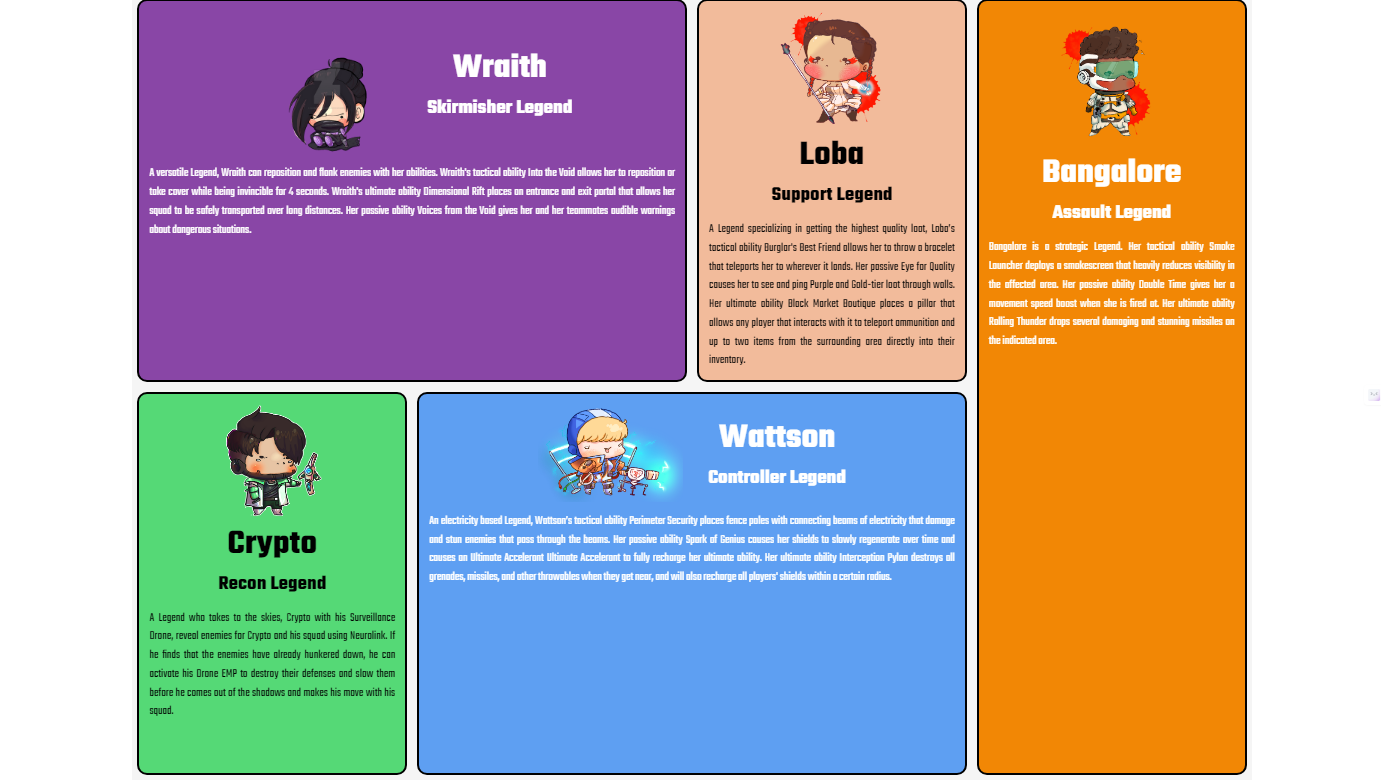 Wraith
Skirmisher Legend
A versatile Legend, Wraith can reposition and flank enemies with her abilities. Wraith's tactical ability Into the Void allows her to reposition or
take cover while being invincible for 4 seconds. Wraith's ultimate ability Dimensional Rift places an entrance and exit portal that allows her
squad to be safely transported over long distances. Her passive ability Voices from the Void gives her and her teammates audible warnings
about dangerous situations.
Loba
Support Legend
A Legend specializing in getting the highest quality loot, Loba's
tactical ability Burglar's Best Friend allows her to throw a bracelet
that teleports her to wherever it lands. Her passive Eye for Quality
causes her to see and ping Purple and Gold-tier loot through walls.
Her ultimate ability Black Market Boutique places a pillar that
allows any player that interacts with it to teleport ammunition and
up to two items from the surrounding area directly into their
inventory.
Bangalore
Assault Legend
Bangalore is a strategic Legend. Her tactical ability Smoke
Launcher deploys a smokescreen that heavily reduces visibility in
the affected area. Her passive ability Double Time gives her a
movement speed boost when she is fired at. Her ultimate ability
Rolling Thunder drops several damaging and stunning missiles on
the indicated area.
Crypto
Recon Legend
A Legend who takes to the skies, Crypto with his Surveillance
Drone, reveal enemies for Crypto and his squad using Neurolink. If
he finds that the enemies have already hunkered down, he can
activate his Drone EMP to destroy their defenses and slow them
before he comes out of the shadows and makes his move with his
squad.
Wattson
Controller Legend
An electricity based Legend, Wattson's tactical ability Perimeter Security places fence poles with connecting beams of electricity that damage
and stun enemies that pass through the beams. Her passive ability Spark of Genius causes her shields to slowly regenerate over time and
causes an Ultimate Accelerant Ultimate Accelerant to fully recharge her ultimate ability. Her ultimate ability Interception Pylon destroys all
grenades, missiles, and other throwables when they get near, and will also recharge all players' shields within a certain radius.